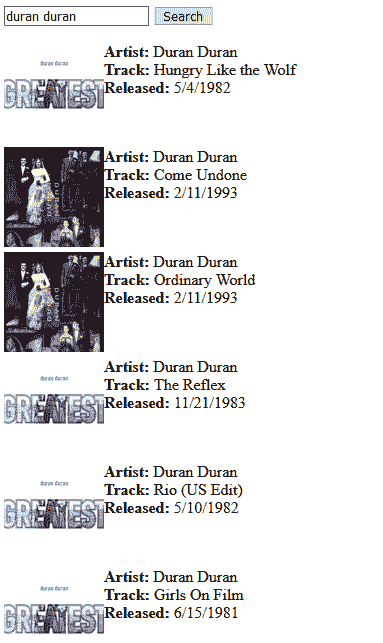 duran duran Search
duran duran
GREATEST
Artist: Duran Duran
Track: Hungry Like the Wolf
Released: 5/4/1982
Artist: Duran Duran
Track: Come Undone
Released: 2/11/1993
Artist: Duran Duran
Track: Ordinary World
Released: 2/11/1993
duran duran
GREATEST
Artist: Duran Duran
Track: The Reflex
Released: 11/21/1983
duran duran
GREATEST
Artist: Duran Duran
Track: Rio (US Edit)
Released: 5/10/1982
duran duran
GREATEST
Artist: Duran Duran
Track: Girls On Film
Released: 6/15/1981